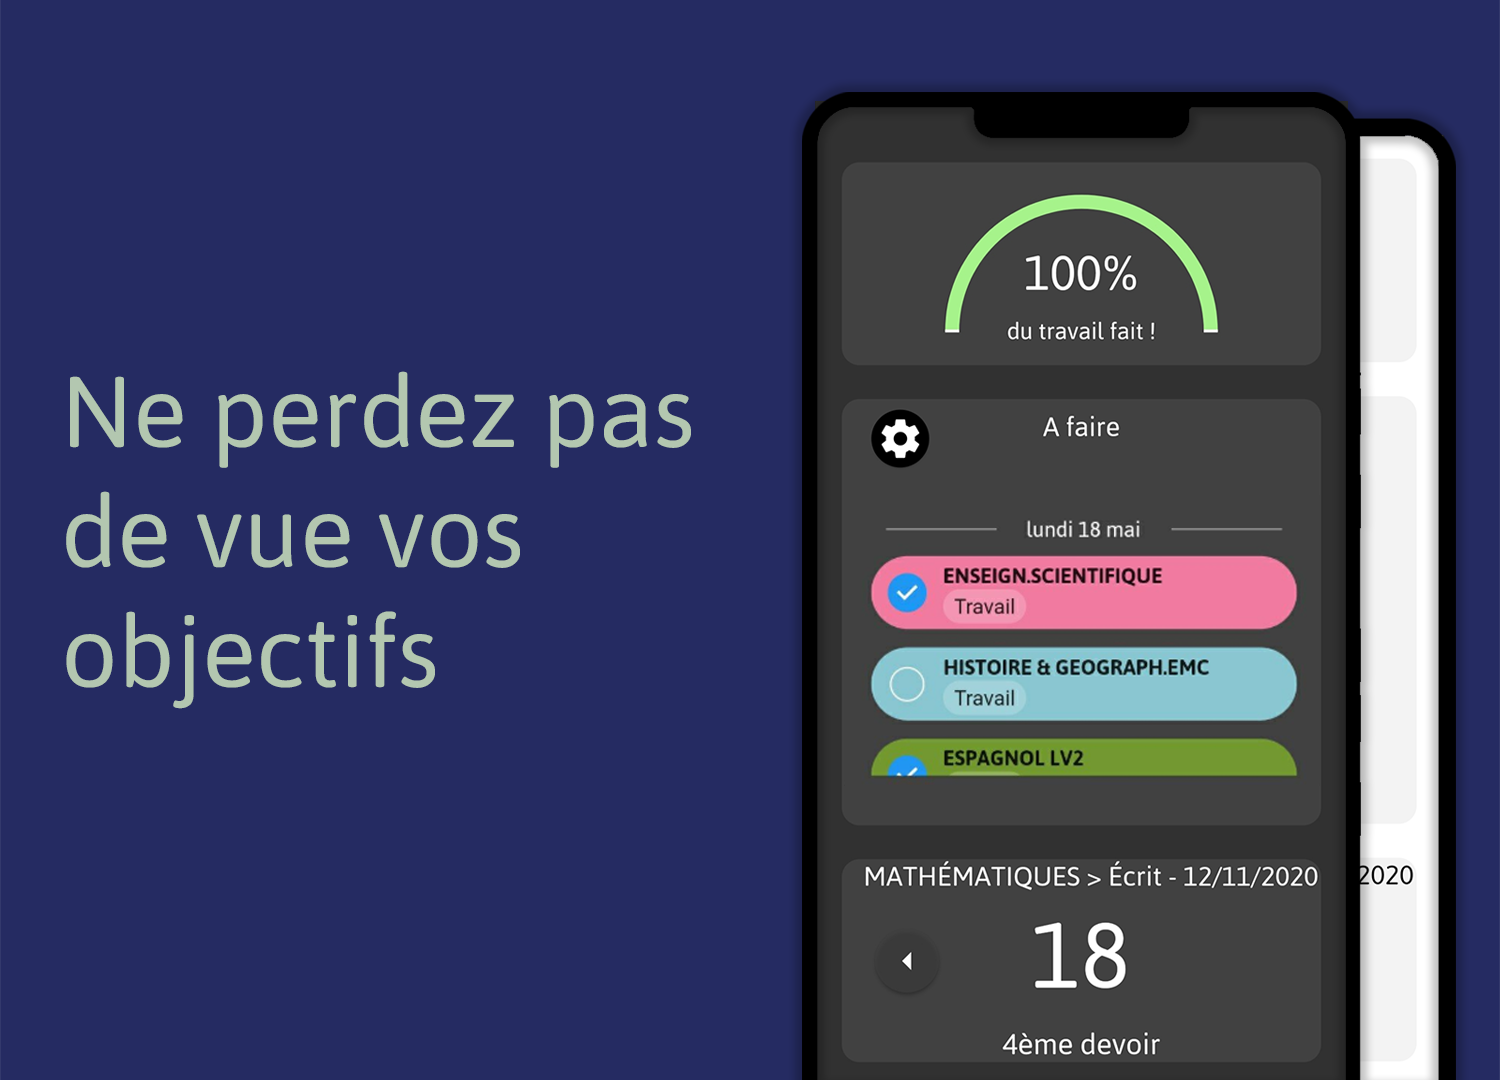 Ne perdez pas
de vue vos
objectifs
100%
du travail fait !
A faire
lundi 18 mai
ENSEIGN.SCIENTIFIQUE
Travail
HISTOIRE & GEOGRAPH.EMC
Travail
ESPAGNOL LV2
MATHÉMATIQUES > Écrit - 12/11/2020
2020
18
4ème devoir